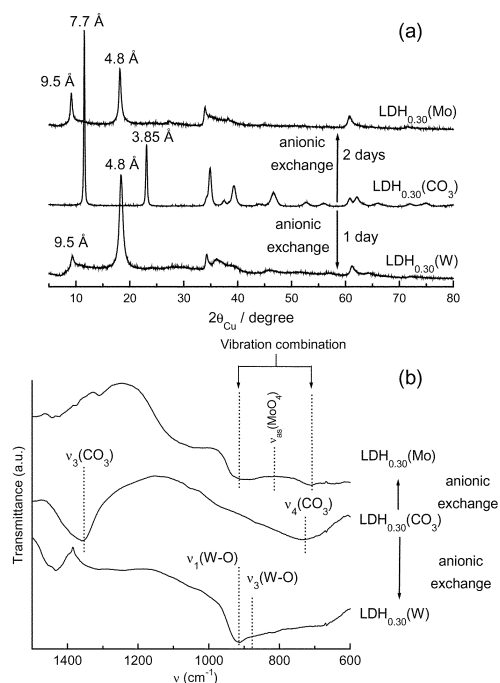 (a)
7.7 Å
9.5 Å
4.8 Å
LDH0.30(Mo)
3.85 Å
anionic
exchange
2 days
4.8 Å
LDH0.30(CO3)
anionic
exchange
1 day
9.5 Å
LDH0.30(W)
10 20 30 40 50 60 70 80
2θCu / degree
Vibration combination
(b)
νas(MoO4)
LDH0.30(Mo)
ν3(CO3)
anionic
exchange
ν4(CO3)
LDH0.30(CO3)
Transmittance (a.u.)
ν1(W-O)
anionic
exchange
ν3(W-O)
LDH0.30(W)
1400 1200 1000 800 600
ν (cm-1)